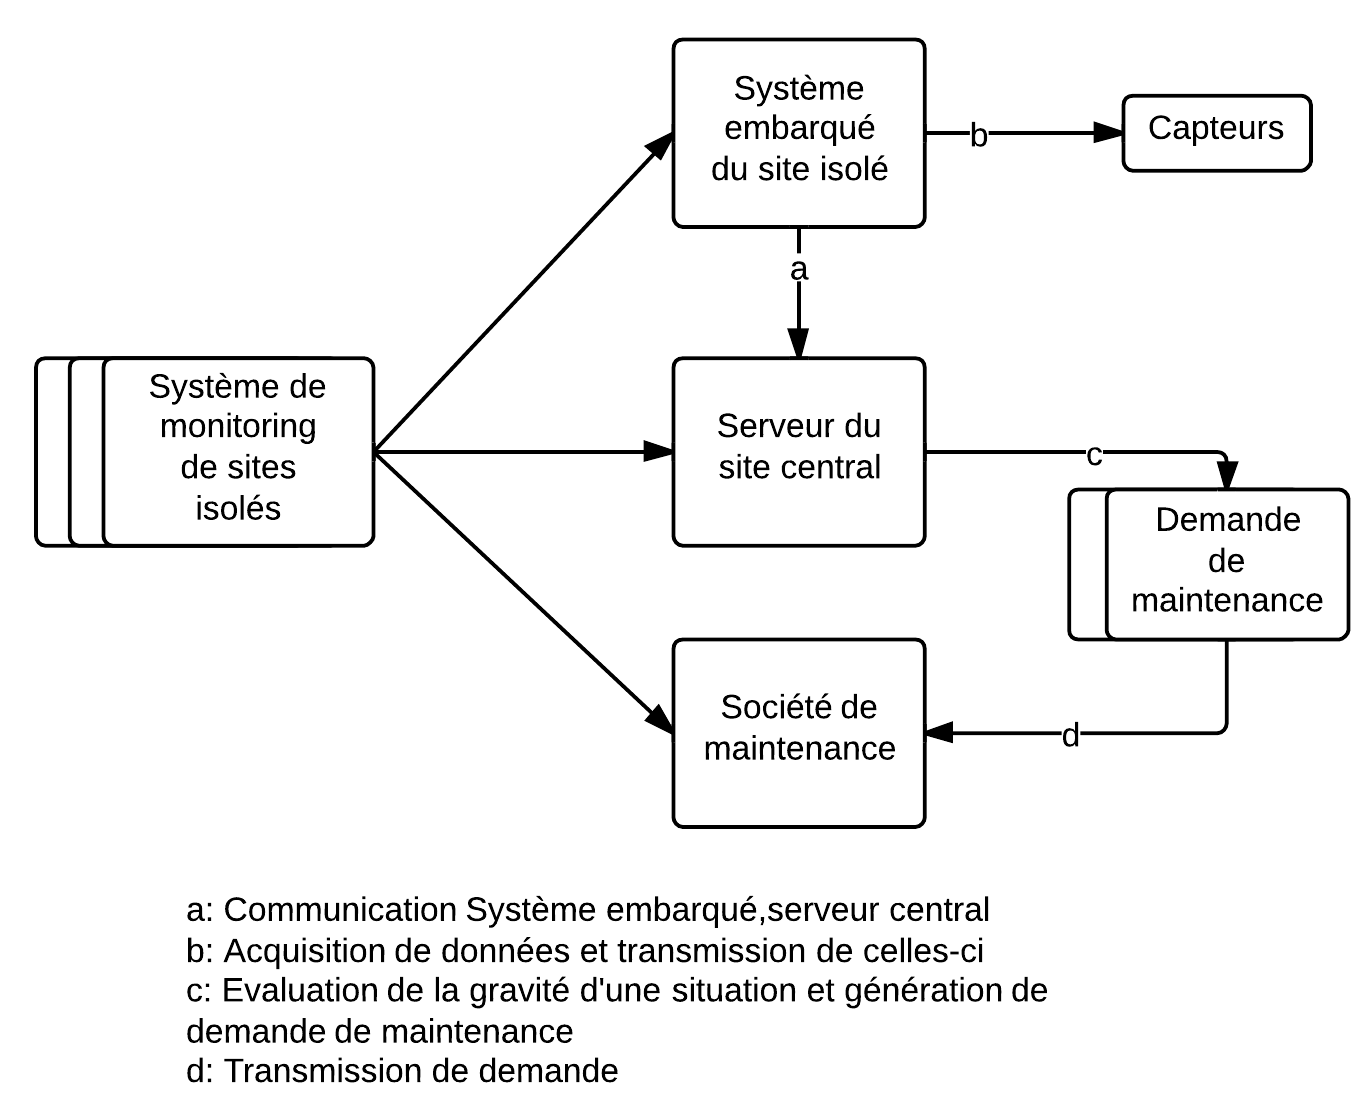 Système
embarqué
du site isolé
b
Capteurs
a
Système de
monitoring
de sites
isolés
Serveur du
site central
c
Demande
de
maintenance
Société de
maintenance
d
a: Communication Système embarqué,serveur central
b: Acquisition de données et transmission de celles-ci
c: Evaluation de la gravité d'une situation et génération de
demande de maintenance
d: Transmission de demande